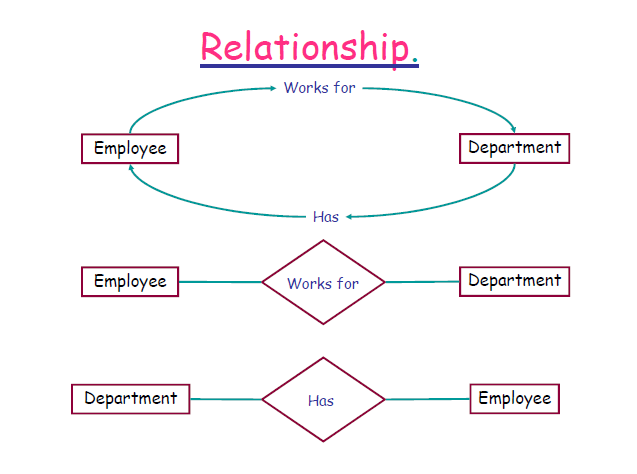 Relationship.
Works for
Employee
Department
Has
Employee
Works for
Department
Department
Has
Employee